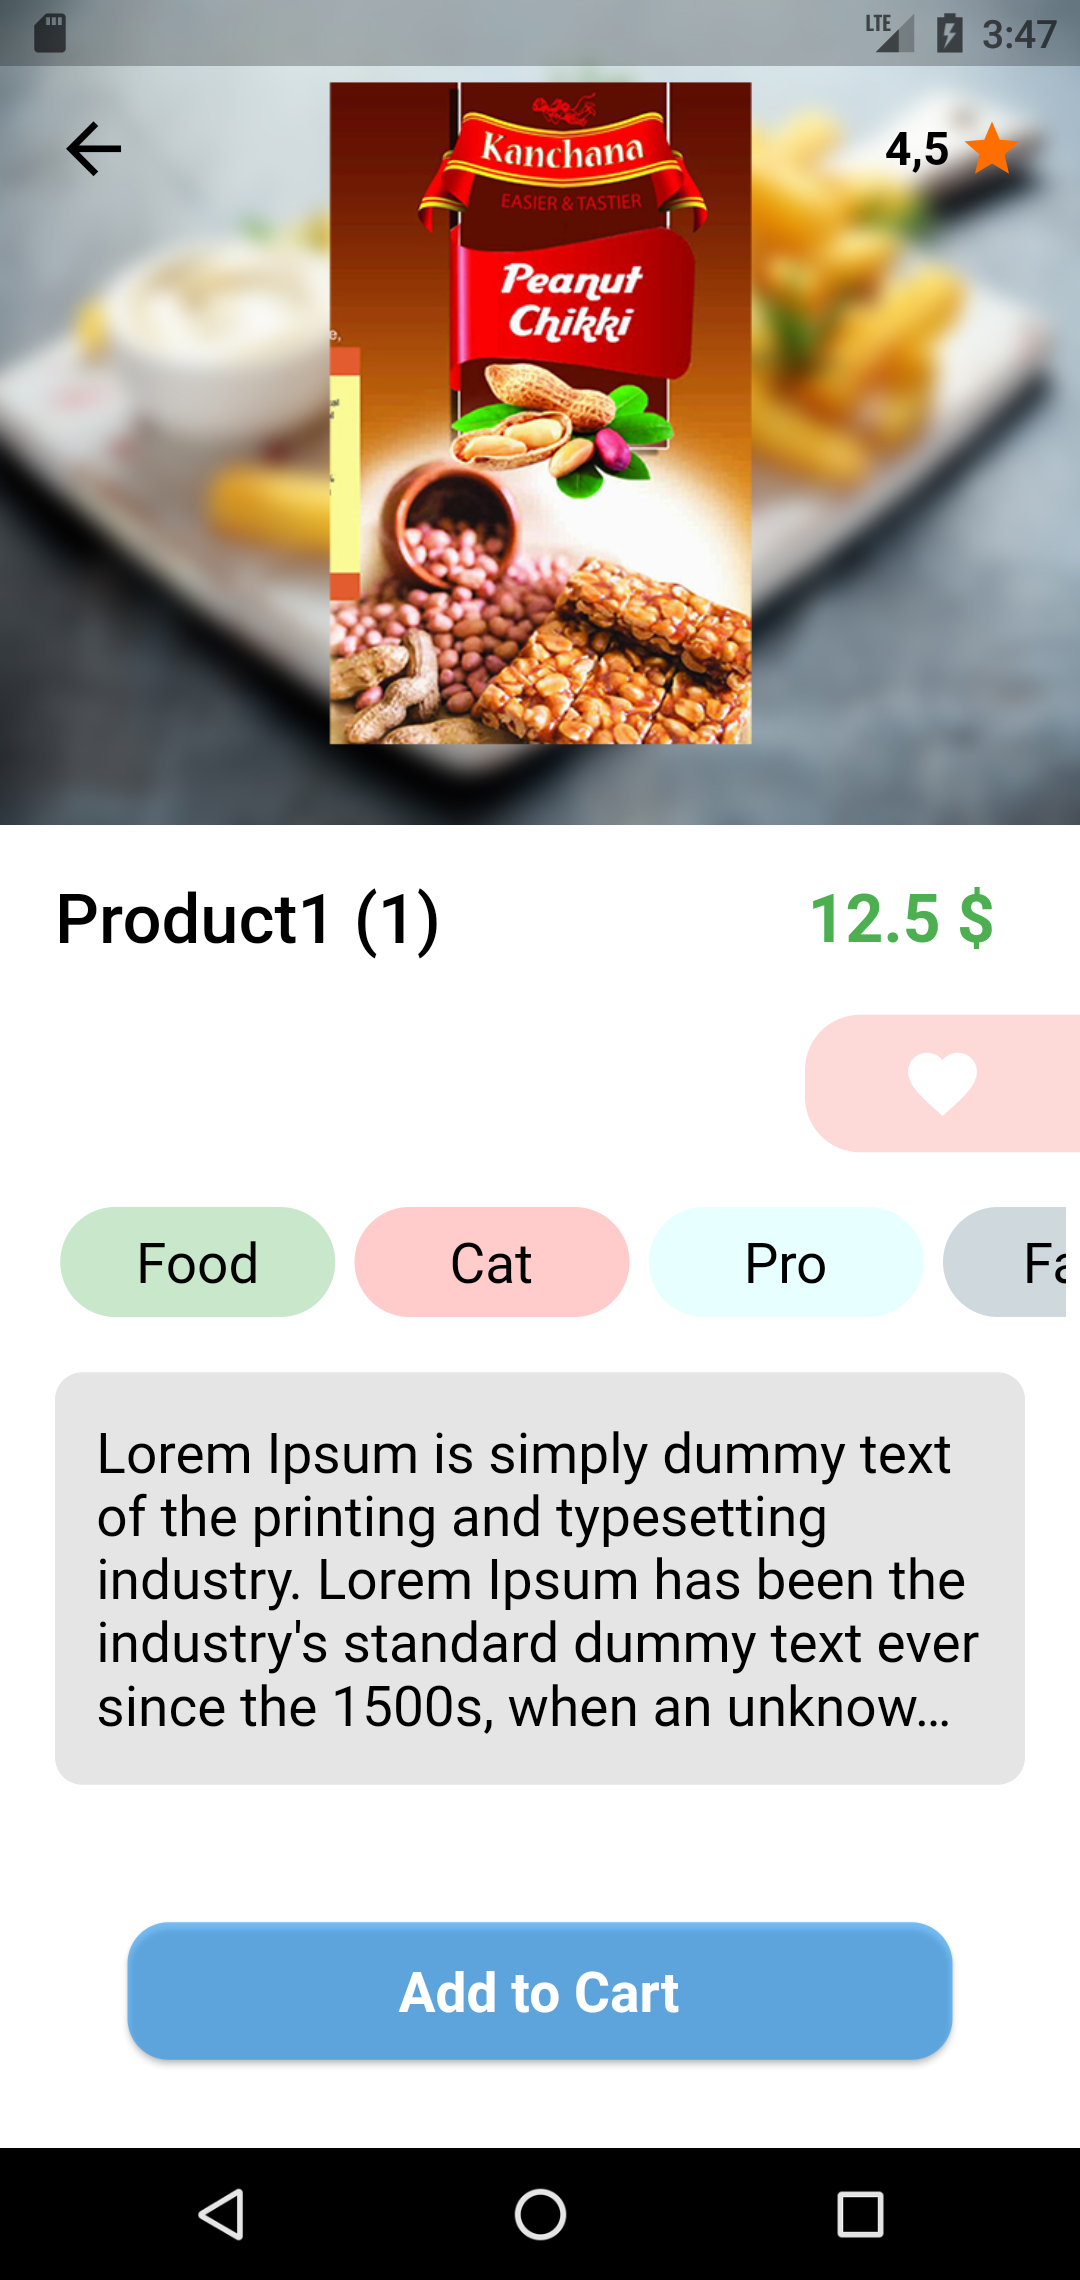 LTE 3:47
4,5
Kanchana
EASIER & TASTIER
Peanut
Chikki
e,
Product1 (1)
12.5 $
Food
Cat
Pro
Fa
Lorem Ipsum is simply dummy text
of the printing and typesetting
industry. Lorem Ipsum has been the
industry's standard dummy text ever
since the 1500s, when an unknow...
Add to Cart